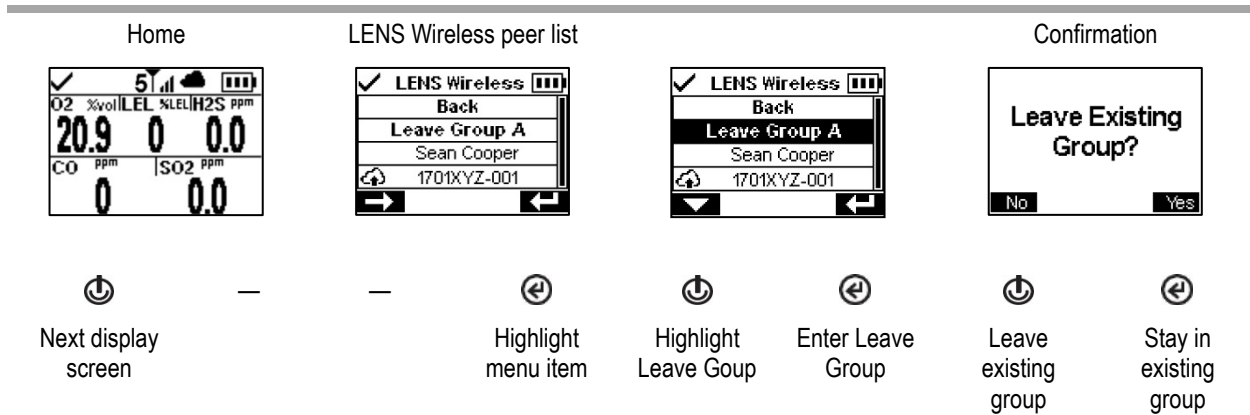 Home
LENS Wireless peer list
Confirmation
5
O2 %vol LEL %LEL H2S PPM
20.9 0 0.0
CO PPM SO2 PPM
0 0.0
LENS Wireless
Back
Leave Group A
Sean Cooper
1701XYZ-001
LENS Wireless
Back
Leave Group A
Sean Cooper
1701XYZ-001
Leave Existing
Group?
No Yes
— —
Next display
screen
Highlight
menu item
Highlight
Leave Goup
Enter Leave
Group
Leave
existing
group
Stay in
existing
group